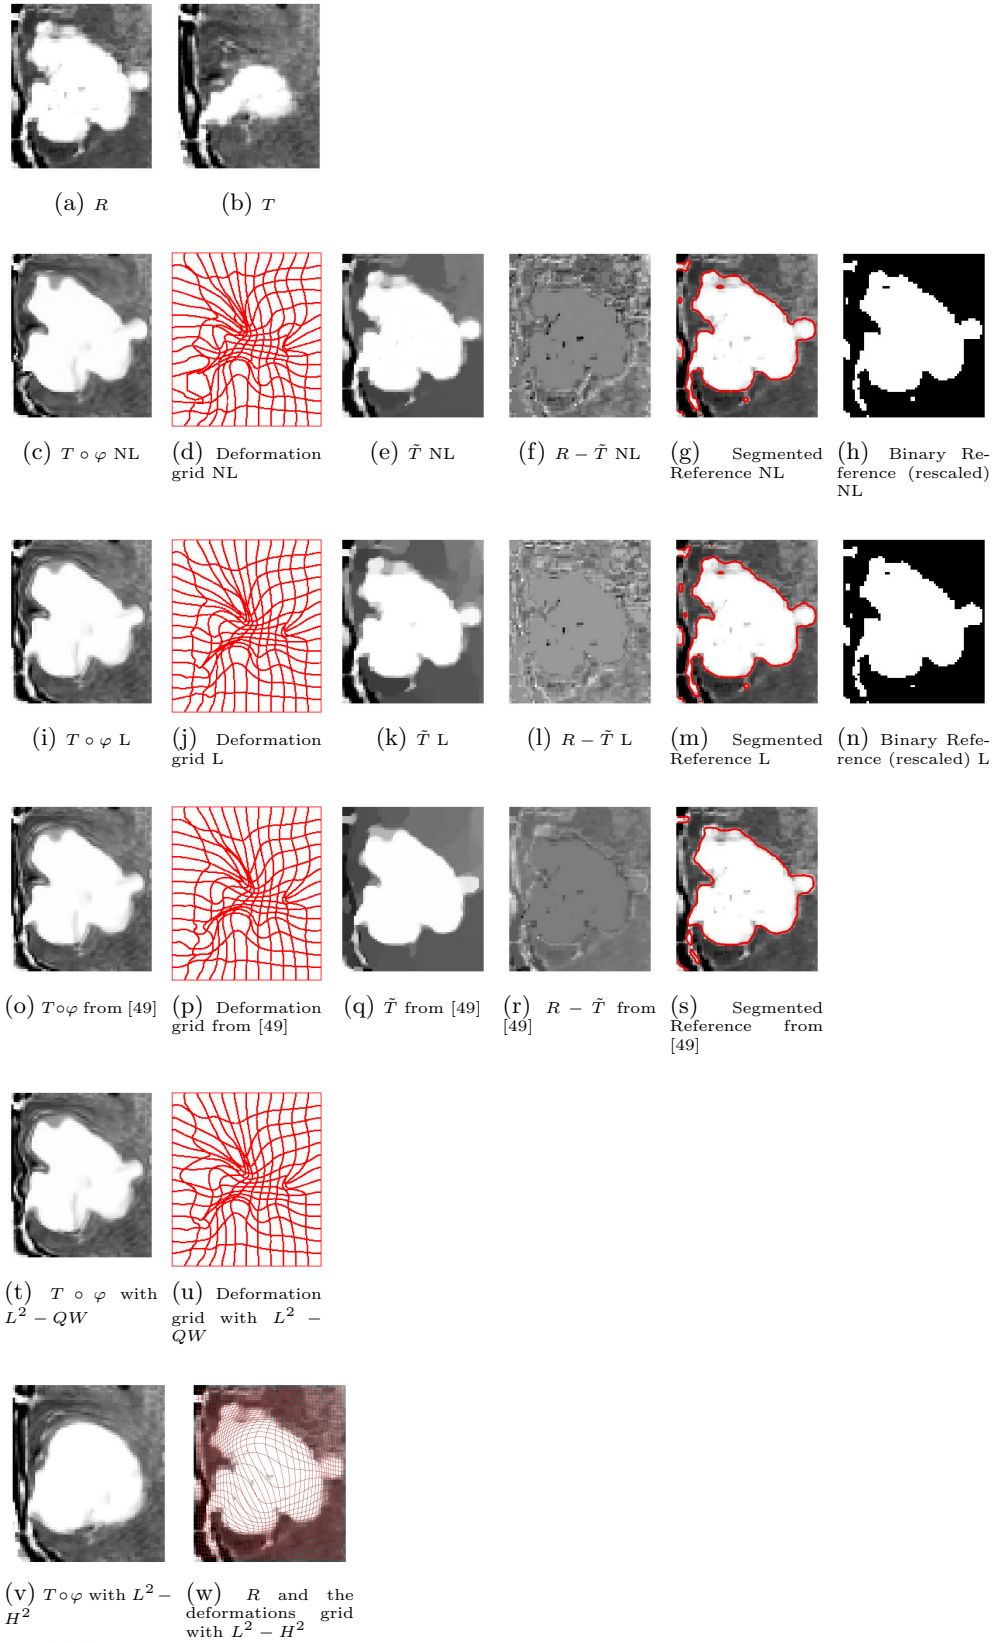 (a) R
(b) T
(c) T ∘ φ NL
(d) Deformation
grid NL
(e) T̃ NL
(f) R − T̃ NL
(g) Segmented
Reference NL
(h) Binary Re-
ference (rescaled)
NL
(i) T ∘ φ L
(j) Deformation
grid L
(k) T̃ L
(l) R − T̃ L
(m) Segmented
Reference L
(n) Binary Refe-
rence (rescaled) L
(o) T∘φ from [49]
(p) Deformation
grid from [49]
(q) T̃ from [49]
(r) R − T̃ from
[49]
(s) Segmented
Reference from
[49]
(t) T ∘ φ with
L² − QW
(u) Deformation
grid with L² −
QW
(v) T∘φ with L² −
H²
(w) R and the
deformations grid
with L² − H²